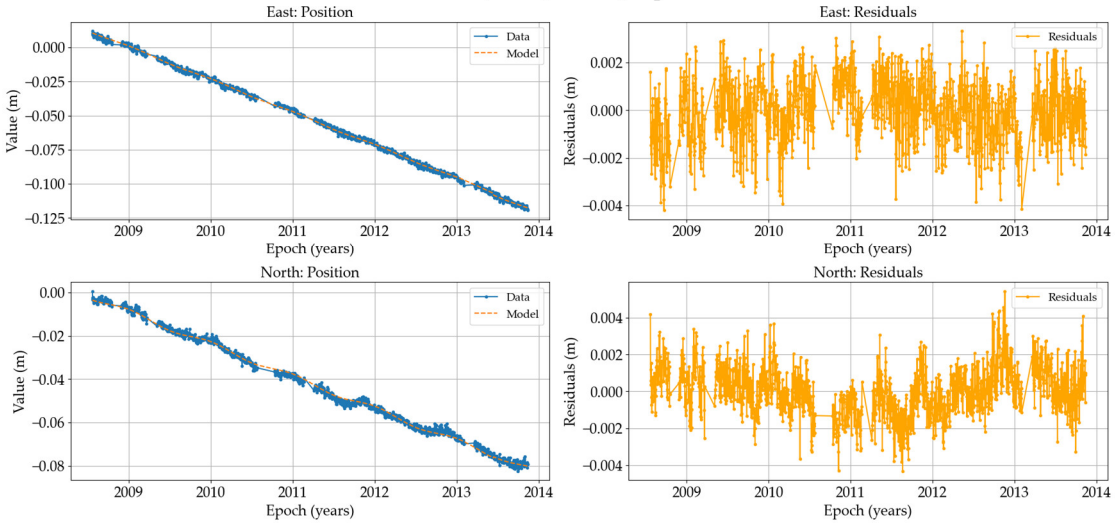 East: Position
Value (m)
0.000
−0.025
−0.050
−0.075
−0.100
−0.125
Data
Model
2009 2010 2011 2012 2013 2014
Epoch (years)
East: Residuals
Residuals (m)
0.002
0.000
−0.002
−0.004
Residuals
2009 2010 2011 2012 2013 2014
Epoch (years)
North: Position
Value (m)
0.00
−0.02
−0.04
−0.06
−0.08
Data
Model
2009 2010 2011 2012 2013 2014
Epoch (years)
North: Residuals
Residuals (m)
0.004
0.002
0.000
−0.002
−0.004
Residuals
2009 2010 2011 2012 2013 2014
Epoch (years)